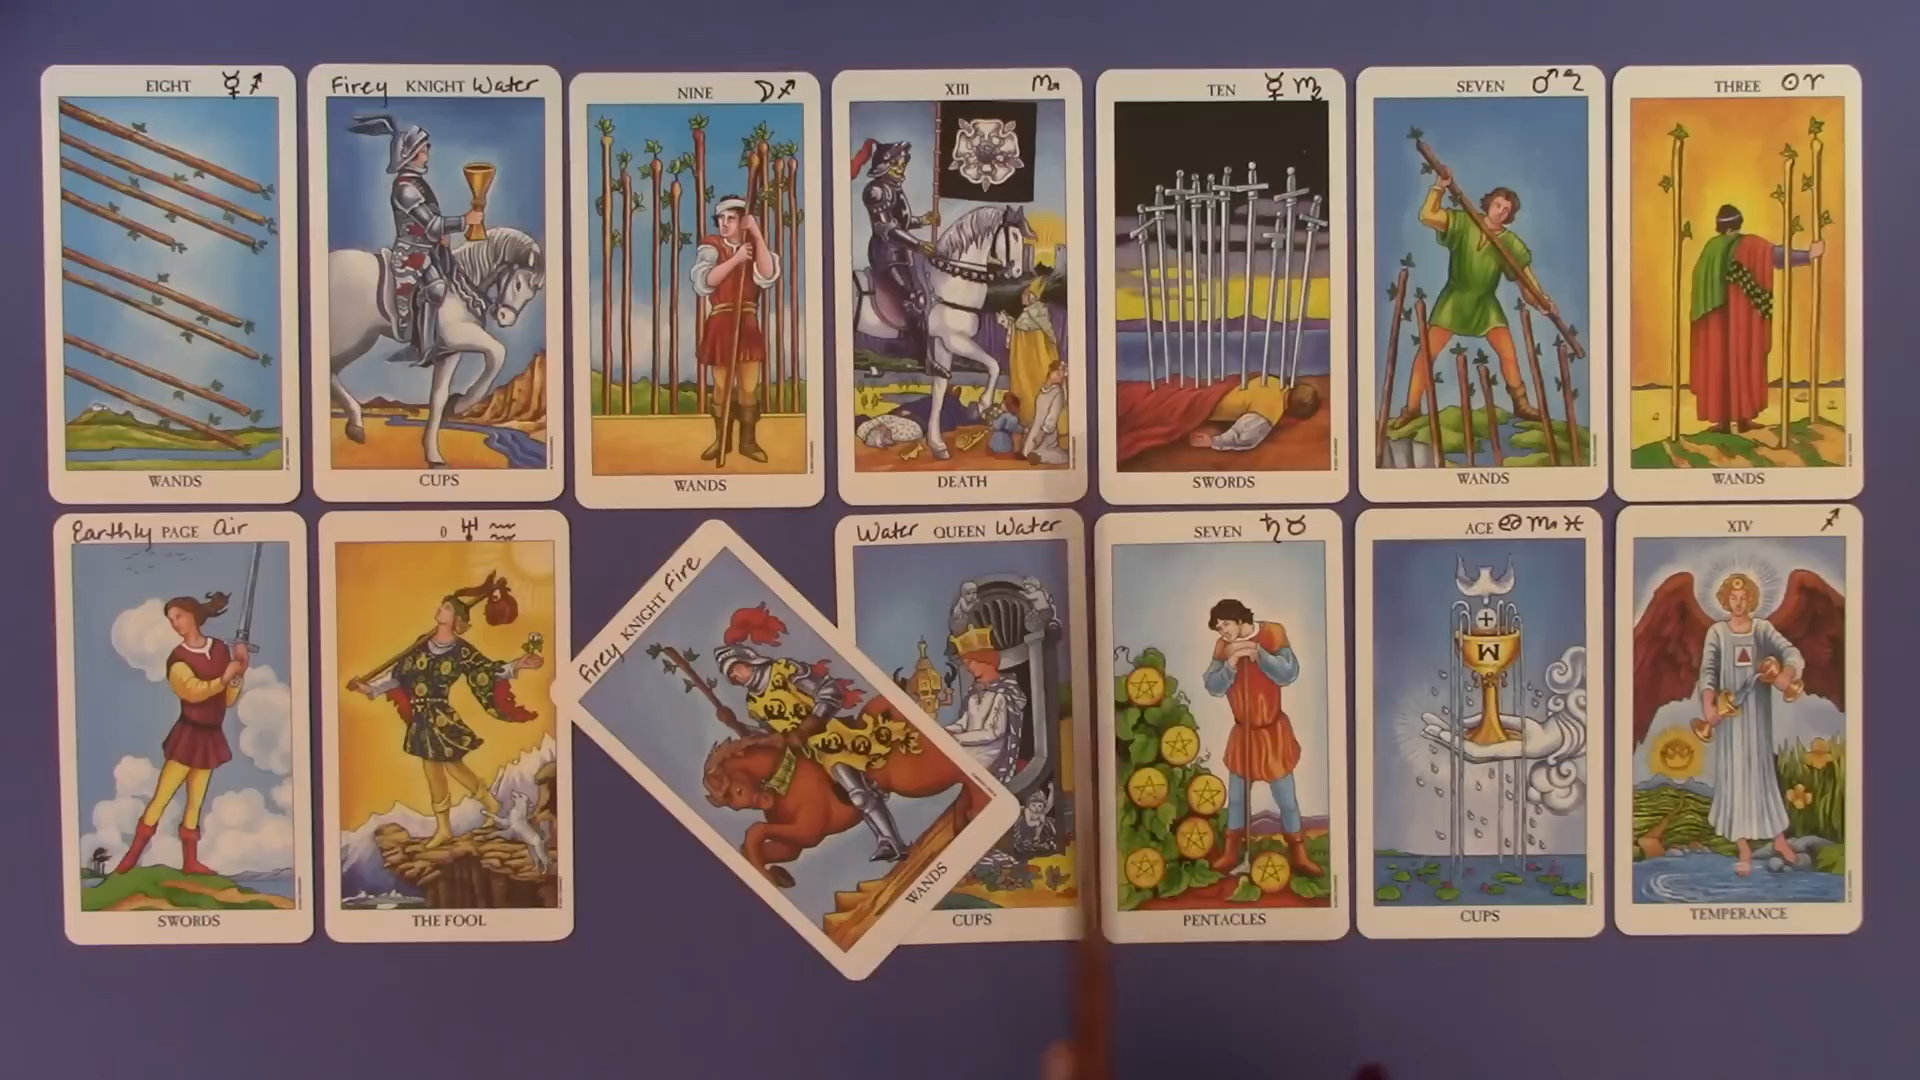 EIGHT ☿ ♐
WANDS
Firey KNIGHT Water
CUPS
NINE ☽ ♐
WANDS
XIII ♏
DEATH
TEN ☿ ♏
SWORDS
SEVEN ♂ ♌
WANDS
THREE ☉ ♈
WANDS
Earthly PAGE Air
SWORDS
0 ♅ ♒
THE FOOL
Firey KNIGHT Fire
WANDS
Water QUEEN Water
CUPS
SEVEN ♄ ♉
PENTACLES
ACE ♋ ♏ ♓
W
CUPS
XIV ♐
TEMPERANCE